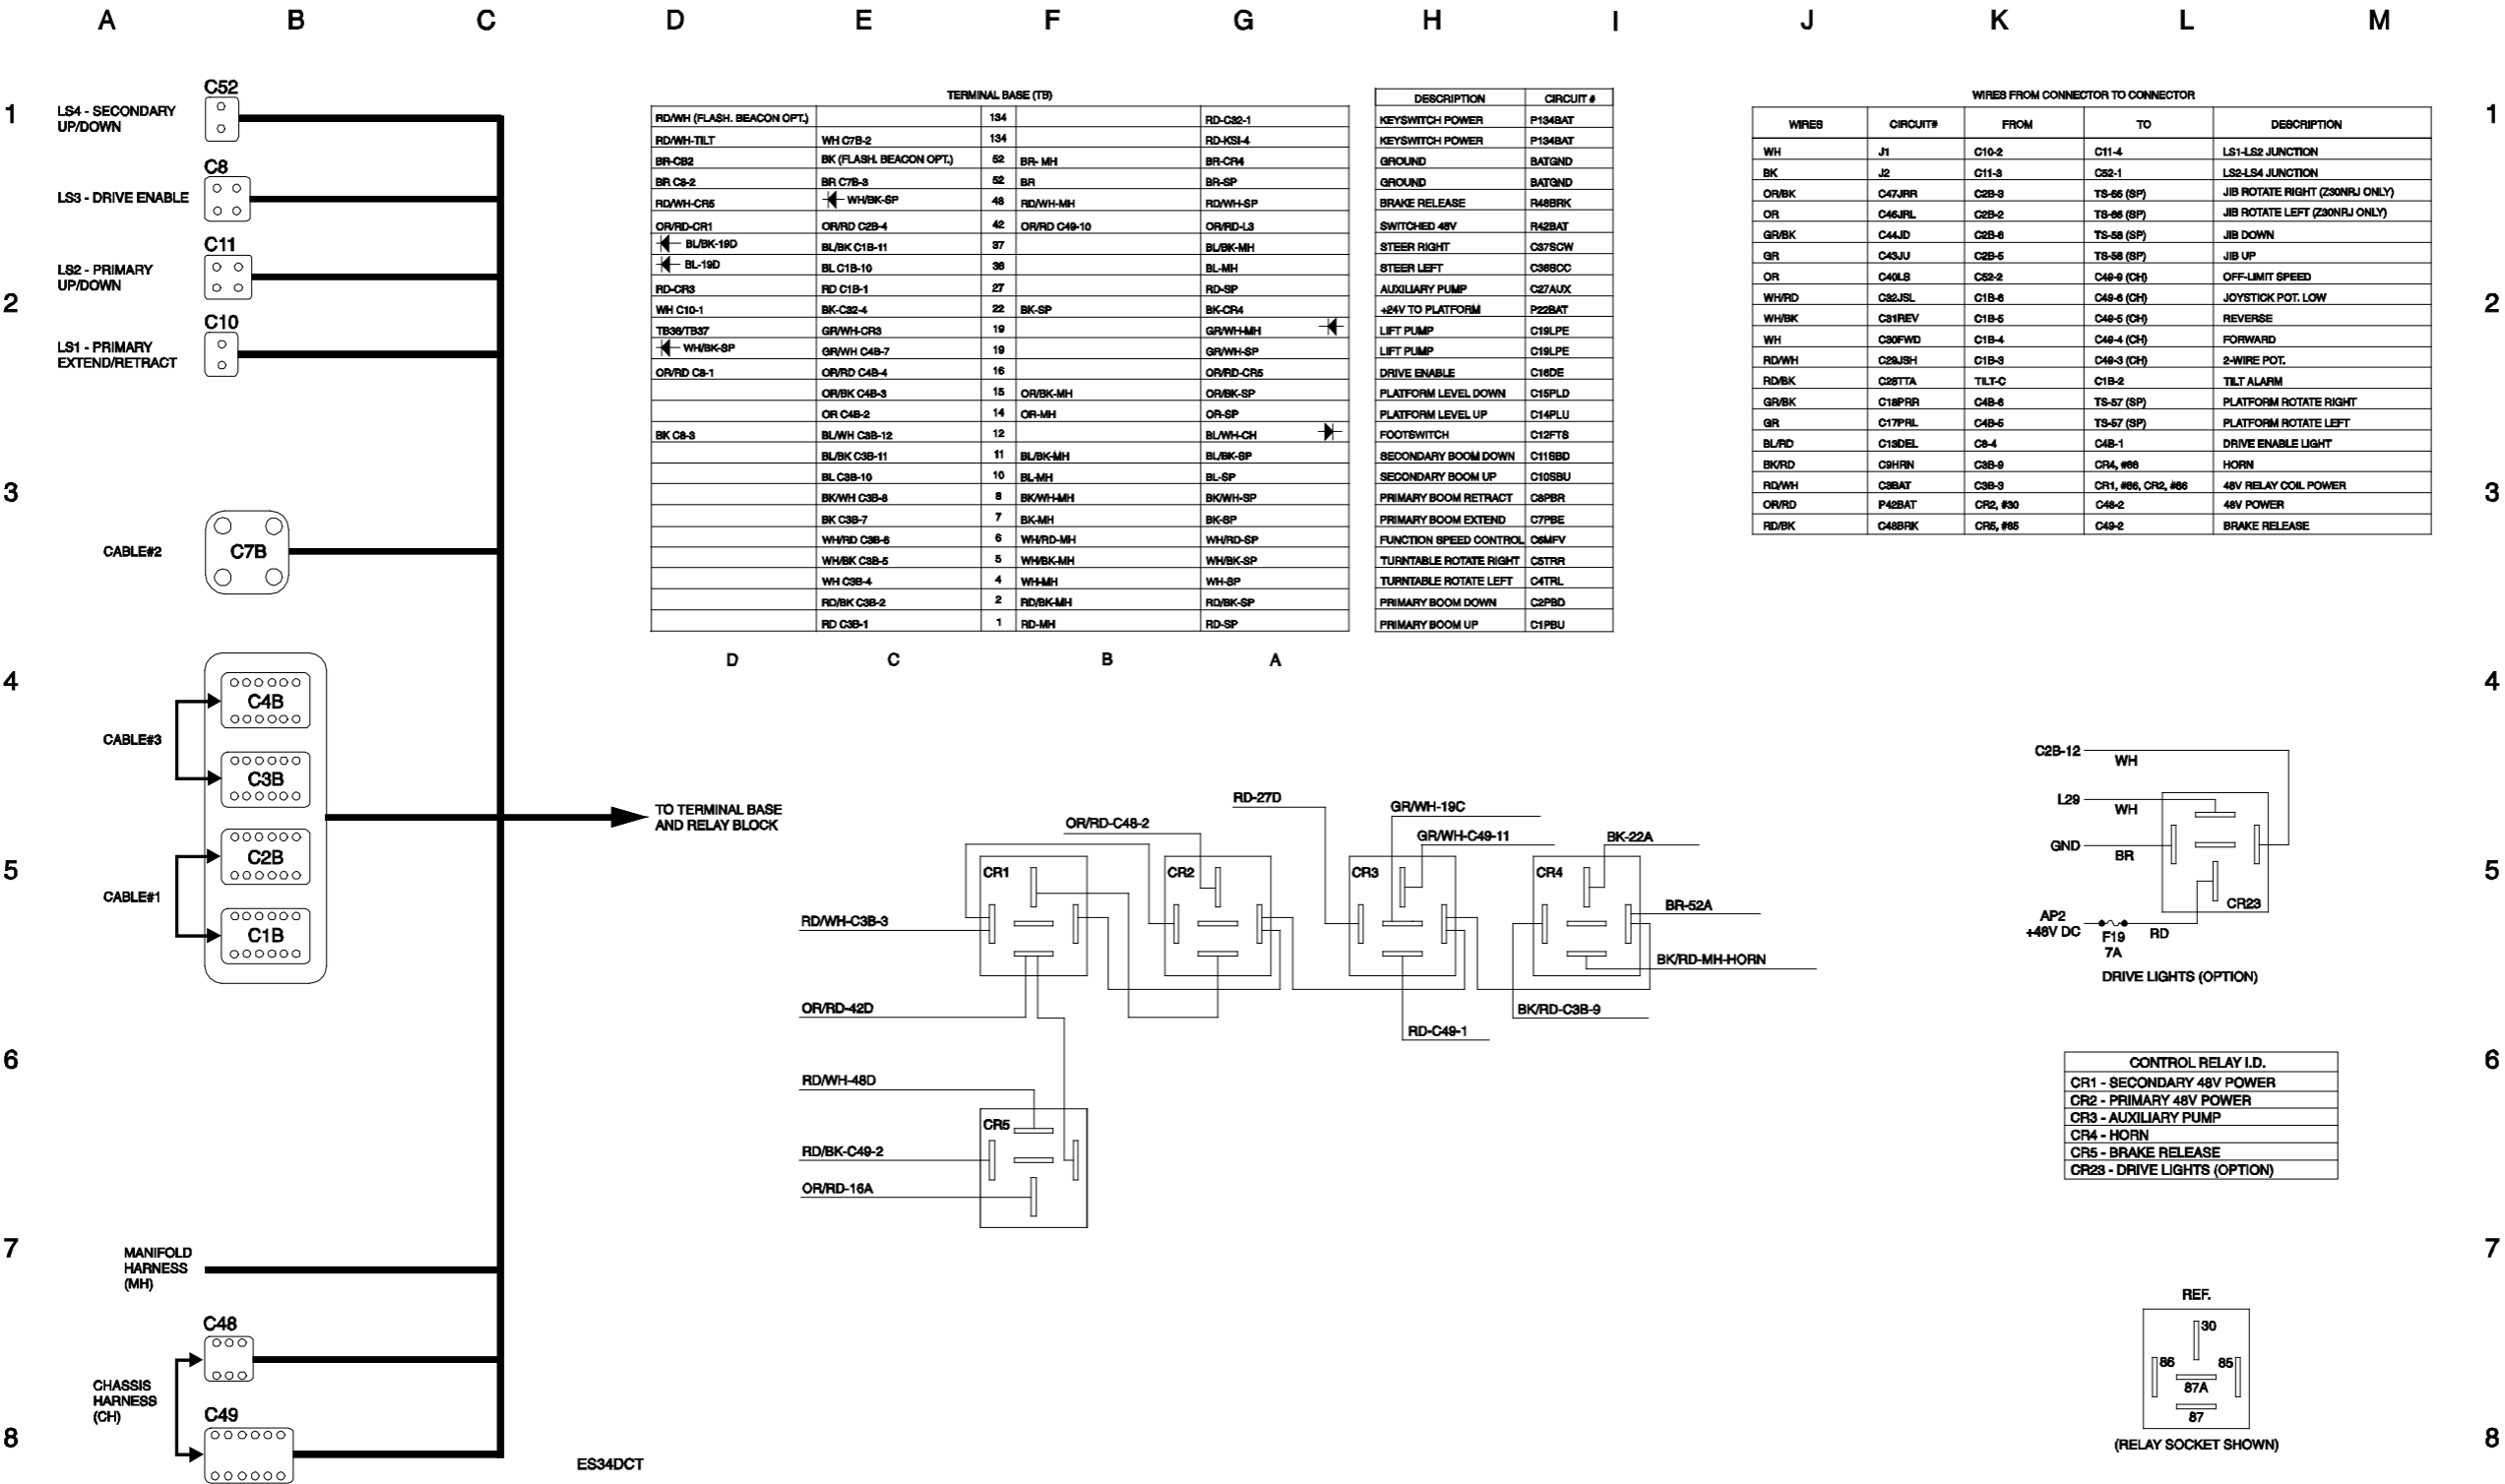 A B C D E F G H I J K L M
1 1
2 2
3 3
4 4
5 5
6 6
7 7
8 8
C52
LS4 - SECONDARY
UP/DOWN
C8
LS3 - DRIVE ENABLE
C11
LS2 - PRIMARY
UP/DOWN
C10
LS1 - PRIMARY
EXTEND/RETRACT
CABLE#2
C7B
C4B
CABLE#3
C3B
C2B
CABLE#1
C1B
TO TERMINAL BASE
AND RELAY BLOCK
MANIFOLD
HARNESS
(MH)
C48
CHASSIS
HARNESS
(CH)
C49
ES34DCT
TERMINAL BASE (TB)
RD/WH (FLASH. BEACON OPT.) 134 RD-C32-1
RD/WH-TILT WH C7B-2 134 RD-KSI-4
BR-CB2 BK (FLASH. BEACON OPT.) 52 BR- MH BR-CR4
BR C8-2 BR C7B-3 52 BR BR-SP
RD/WH-CR5 WH/BK-SP 48 RD/WH-MH RD/WH-SP
OR/RD-CR1 OR/RD C2B-4 42 OR/RD C49-10 OR/RD-L3
BL/BK-19D BL/BK C1B-11 37 BL/BK-MH
BL-19D BL C1B-10 36 BL-MH
RD-CR3 RD C1B-1 27 RD-SP
WH C10-1 BK-C32-4 22 BK-SP BK-CR4
TB36/TB37 GR/WH-CR3 19 GR/WH-MH
WH/BK-SP GR/WH C4B-7 19 GR/WH-SP
OR/RD C8-1 OR/RD C4B-4 16 OR/RD-CR5
OR/BK C4B-3 15 OR/BK-MH OR/BK-SP
OR C4B-2 14 OR-MH OR-SP
BK C8-3 BL/WH C3B-12 12 BL/WH-CH
BL/BK C3B-11 11 BL/BK-MH BL/BK-SP
BL C3B-10 10 BL-MH BL-SP
BK/WH C3B-8 8 BK/WH-MH BK/WH-SP
BK C3B-7 7 BK-MH BK-SP
WH/RD C3B-6 6 WH/RD-MH WH/RD-SP
WH/BK C3B-5 5 WH/BK-MH WH/BK-SP
WH C3B-4 4 WH-MH WH-SP
RD/BK C3B-2 2 RD/BK-MH RD/BK-SP
RD C3B-1 1 RD-MH RD-SP
D C B A
DESCRIPTION CIRCUIT #
KEYSWITCH POWER P134BAT
KEYSWITCH POWER P134BAT
GROUND BATGND
GROUND BATGND
BRAKE RELEASE R48BRK
SWITCHED 48V R42BAT
STEER RIGHT C37SCW
STEER LEFT C36SCC
AUXILIARY PUMP C27AUX
+24V TO PLATFORM P22BAT
LIFT PUMP C19LPE
LIFT PUMP C19LPE
DRIVE ENABLE C16DE
PLATFORM LEVEL DOWN C15PLD
PLATFORM LEVEL UP C14PLU
FOOTSWITCH C12FTS
SECONDARY BOOM DOWN C11SBD
SECONDARY BOOM UP C10SBU
PRIMARY BOOM RETRACT C8PBR
PRIMARY BOOM EXTEND C7PBE
FUNCTION SPEED CONTROL C6MFV
TURNTABLE ROTATE RIGHT C5TRR
TURNTABLE ROTATE LEFT C4TRL
PRIMARY BOOM DOWN C2PBD
PRIMARY BOOM UP C1PBU
WIRES FROM CONNECTOR TO CONNECTOR
WIRES CIRCUIT# FROM TO DESCRIPTION
WH J1 C10-2 C11-4 LS1-LS2 JUNCTION
BK J2 C11-3 C52-1 LS2-LS4 JUNCTION
OR/BK C47JRR C2B-3 TS-66 (SP) JIB ROTATE RIGHT (Z30NRJ ONLY)
OR C46JRL C2B-2 TS-66 (SP) JIB ROTATE LEFT (Z30NRJ ONLY)
GR/BK C44JD C2B-6 TS-58 (SP) JIB DOWN
GR C43JU C2B-5 TS-58 (SP) JIB UP
OR C40LS C52-2 C49-9 (CH) OFF-LIMIT SPEED
WH/RD C32JSL C1B-6 C49-6 (CH) JOYSTICK POT. LOW
WH/BK C31REV C1B-5 C49-5 (CH) REVERSE
WH C30FWD C1B-4 C49-4 (CH) FORWARD
RD/WH C29JSH C1B-3 C49-3 (CH) 2-WIRE POT.
RD/BK C28TTA TILT-C C1B-2 TILT ALARM
GR/BK C18PRR C4B-6 TS-57 (SP) PLATFORM ROTATE RIGHT
GR C17PRL C4B-5 TS-57 (SP) PLATFORM ROTATE LEFT
BL/RD C13DEL C8-4 C4B-1 DRIVE ENABLE LIGHT
BK/RD C9HRN C3B-9 CR4, #86 HORN
RD/WH C3BAT C3B-3 CR1, #86, CR2, #86 48V RELAY COIL POWER
OR/RD P42BAT CR2, #30 C48-2 48V POWER
RD/BK C48BRK CR5, #85 C49-2 BRAKE RELEASE
RD-27D
GR/WH-19C
OR/RD-C48-2
GR/WH-C49-11
BK-22A
CR1
CR2
CR3
CR4
RD/WH-C3B-3
BR-52A
BK/RD-MH-HORN
OR/RD-42D
BK/RD-C3B-9
RD-C49-1
RD/WH-48D
CR5
RD/BK-C49-2
OR/RD-16A
C2B-12
WH
L29
WH
GND
BR
CR23
AP2
+48V DC
F19
7A
RD
DRIVE LIGHTS (OPTION)
CONTROL RELAY I.D.
CR1 - SECONDARY 48V POWER
CR2 - PRIMARY 48V POWER
CR3 - AUXILIARY PUMP
CR4 - HORN
CR5 - BRAKE RELEASE
CR23 - DRIVE LIGHTS (OPTION)
REF.
30
86 85
87A
87
(RELAY SOCKET SHOWN)